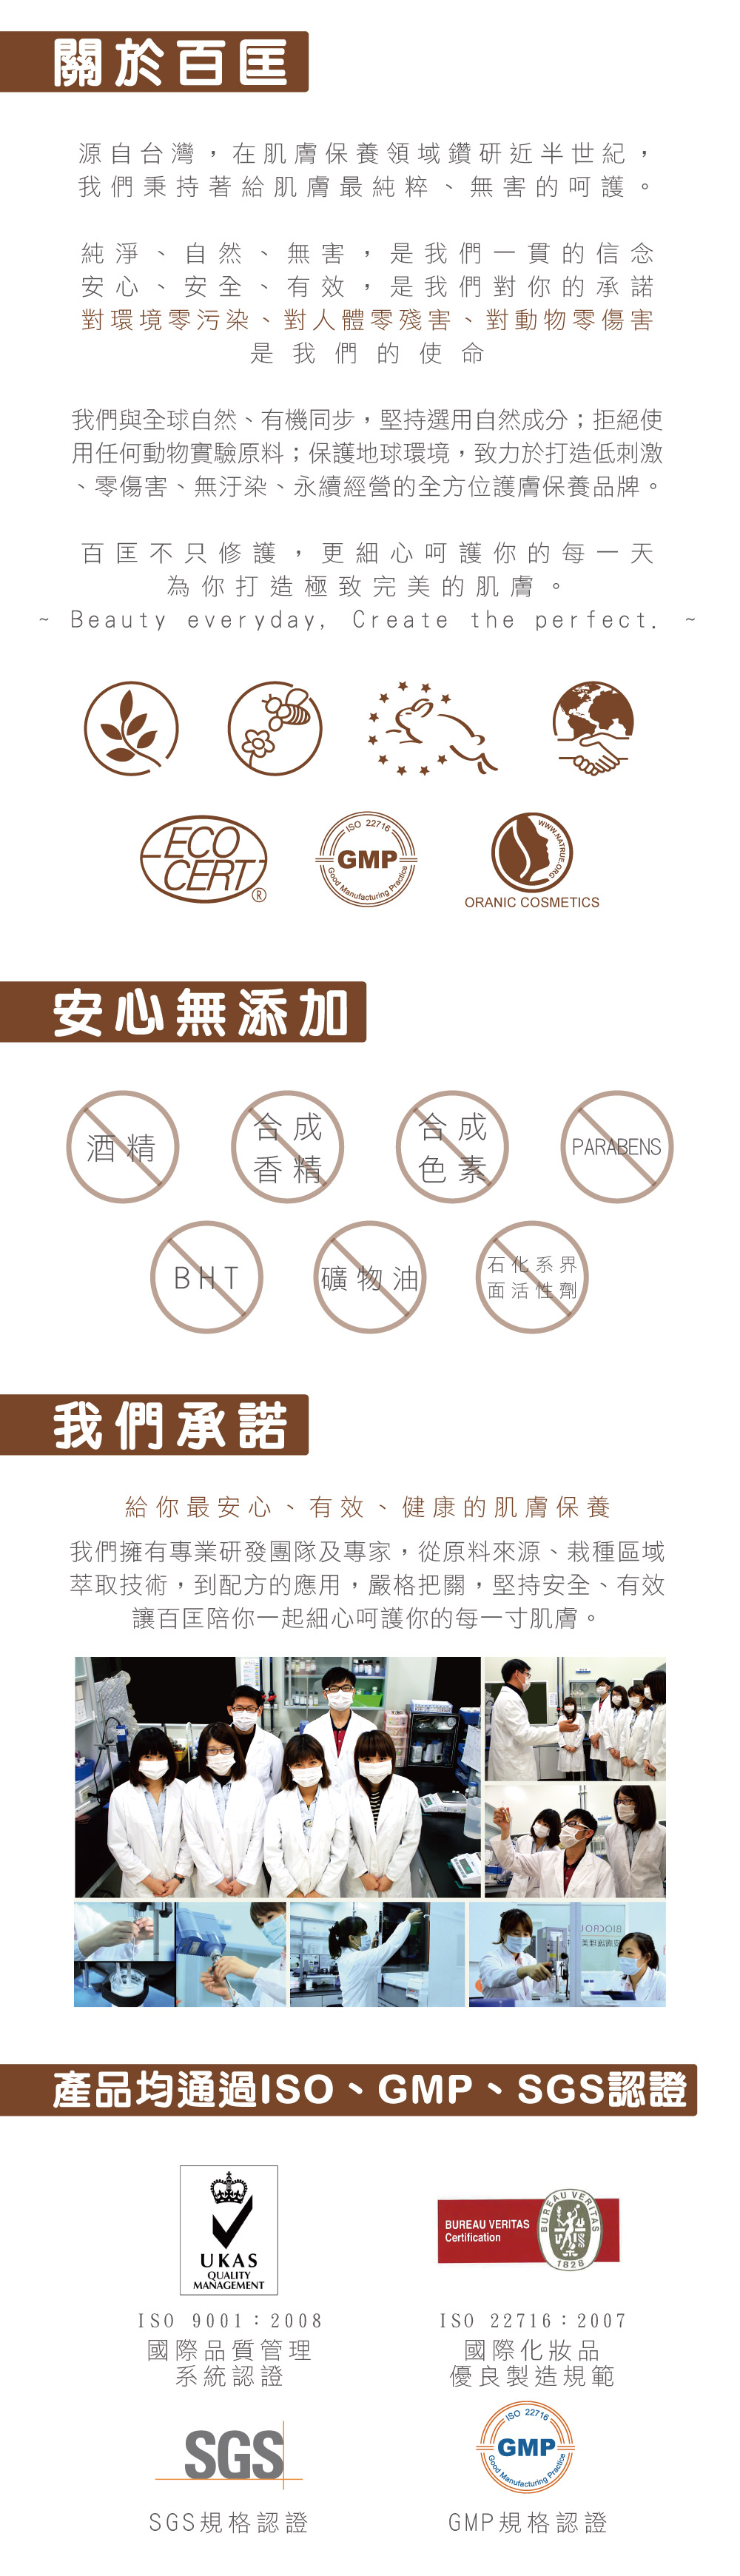 關於百匡
源自台灣，在肌膚保養領域鑽研近半世紀，
我們秉持著給肌膚最純粹、無害的呵護。
純淨、自然、無害，是我們一貫的信念
安心、安全、有效，是我們對你的承諾
對環境零污染、對人體零殘害、對動物零傷害
是我們的使命
我們與全球自然、有機同步，堅持選用自然成分；拒絕使
用任何動物實驗原料；保護地球環境，致力於打造低刺激
、零傷害、無汙染、永續經營的全方位護膚保養品牌。
百匡不只修護，更細心呵護你的每一天
為你打造極致完美的肌膚。
~ Beauty everyday, Create the perfect. ~
ECO
CERT
®
ISO 22716
GMP
Good Manufacturing Practice
WWW.NATRUE.ORG
ORANIC COSMETICS
安心無添加
酒精
合成
香精
合成
色素
PARABENS
BHT
礦物油
石化系界
面活性劑
我們承諾
給你最安心、有效、健康的肌膚保養
我們擁有專業研發團隊及專家，從原料來源、栽種區域
萃取技術，到配方的應用，嚴格把關，堅持安全、有效
讓百匡陪你一起細心呵護你的每一寸肌膚。
產品均通過ISO、GMP、SGS認證
UKAS
QUALITY
MANAGEMENT
BUREAU VERITAS
Certification
BUREAU VERITAS
1828
ISO 9001：2008
國際品質管理
系統認證
ISO 22716：2007
國際化妝品
優良製造規範
SGS
ISO 22716
GMP
Good Manufacturing Practice
SGS規格認證
GMP規格認證